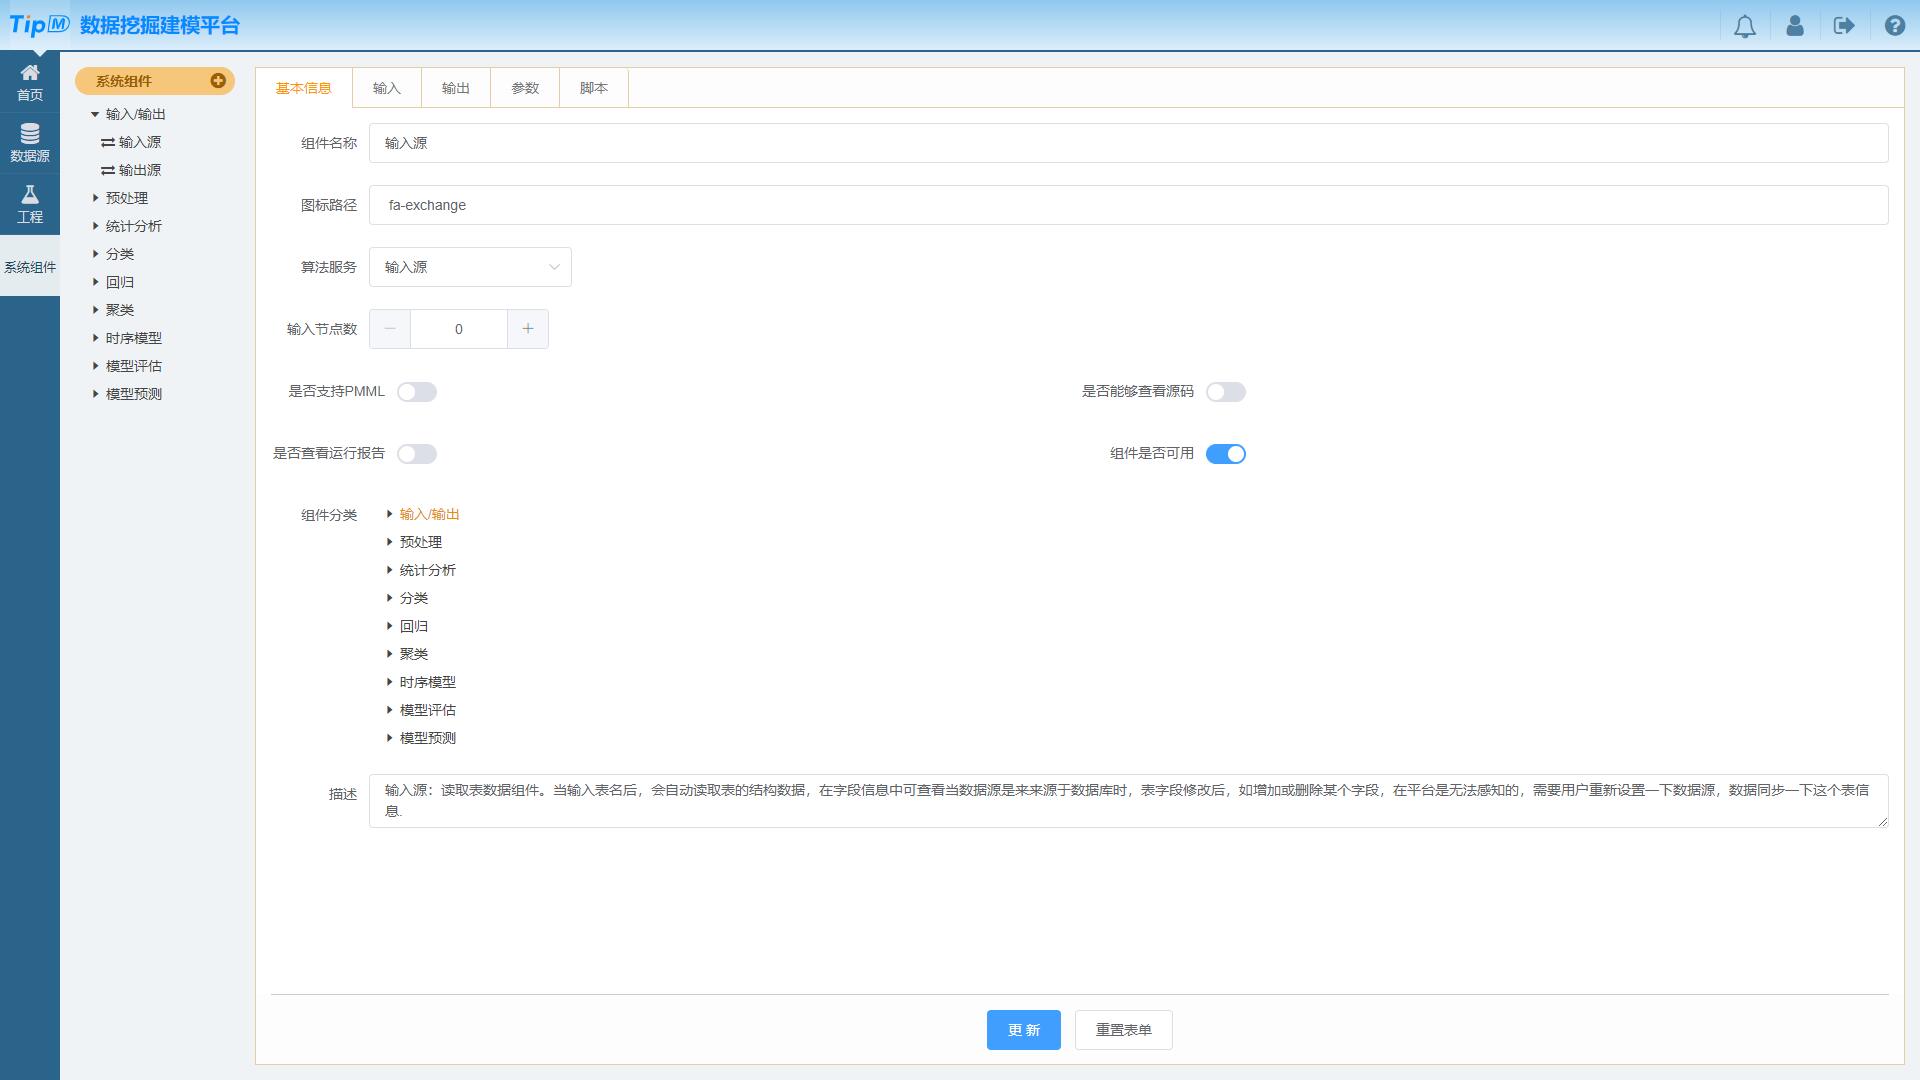 TipDM 数据挖掘建模平台
首页
数据源
工程
系统组件
系统组件
输入/输出
输入源
输出源
预处理
统计分析
分类
回归
聚类
时序模型
模型评估
模型预测
基本信息 输入 输出 参数 脚本
组件名称 输入源
图标路径 fa-exchange
算法服务 输入源
输入节点数 0
是否支持PMML 是否能够查看源码
是否查看运行报告 组件是否可用
组件分类 输入/输出
预处理
统计分析
分类
回归
聚类
时序模型
模型评估
模型预测
描述 输入源：读取表数据组件。当输入表名后，会自动读取表的结构数据，在字段信息中可查看当数据源是来来源于数据库时，表字段修改后，如增加或删除某个字段，在平台是无法感知的，需要用户重新设置一下数据源，数据同步一下这个表信
息.
更 新 重置表单